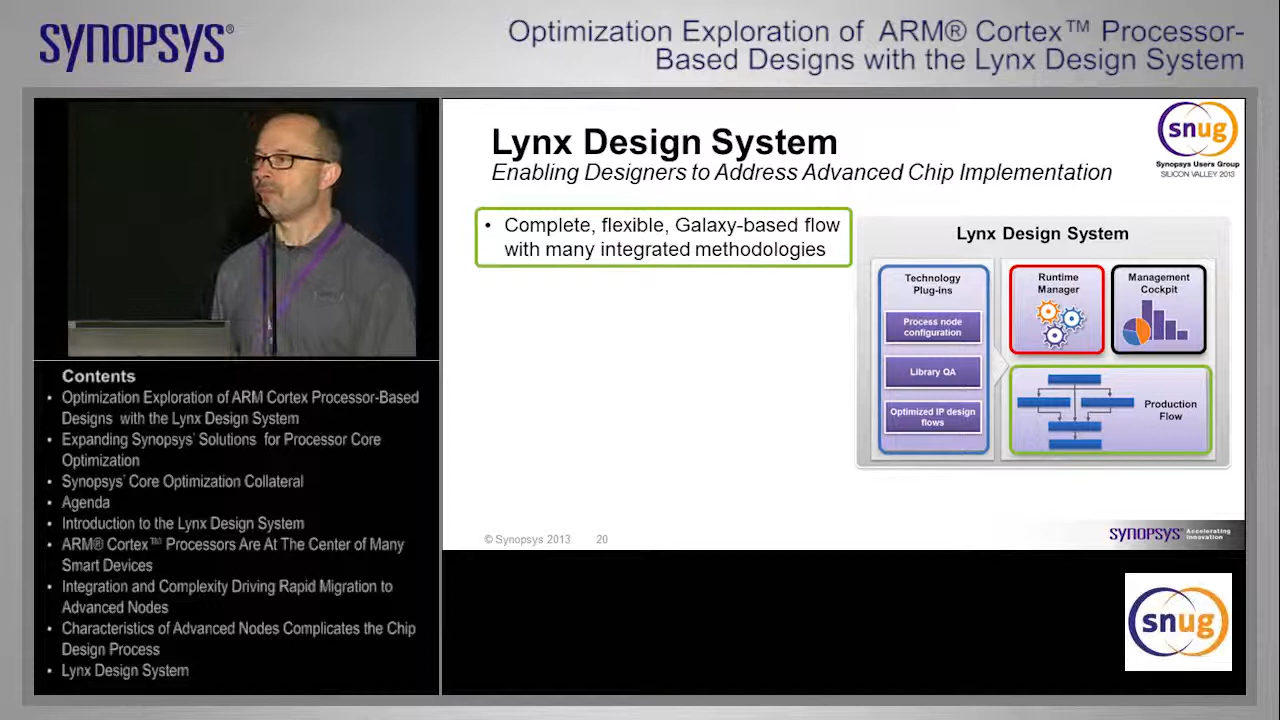 SYNOPSYS®
Optimization Exploration of ARM® Cortex™ Processor-
Based Designs with the Lynx Design System
Lynx Design System
Enabling Designers to Address Advanced Chip Implementation
snug
Synopsys Users Group
SILICON VALLEY 2013
• Complete, flexible, Galaxy-based flow
with many integrated methodologies
Lynx Design System
Technology
Plug-ins
Process node
configuration
Library QA
Optimized IP design
flows
Runtime
Manager
Management
Cockpit
Production
Flow
© Synopsys 2013 20
SYNOPSYS® Accelerating
Innovation
Contents
• Optimization Exploration of ARM Cortex Processor-Based
Designs with the Lynx Design System
• Expanding Synopsys' Solutions for Processor Core
Optimization
• Synopsys' Core Optimization Collateral
• Agenda
• Introduction to the Lynx Design System
• ARM® Cortex™ Processors Are At The Center of Many
Smart Devices
• Integration and Complexity Driving Rapid Migration to
Advanced Nodes
• Characteristics of Advanced Nodes Complicates the Chip
Design Process
• Lynx Design System
snug